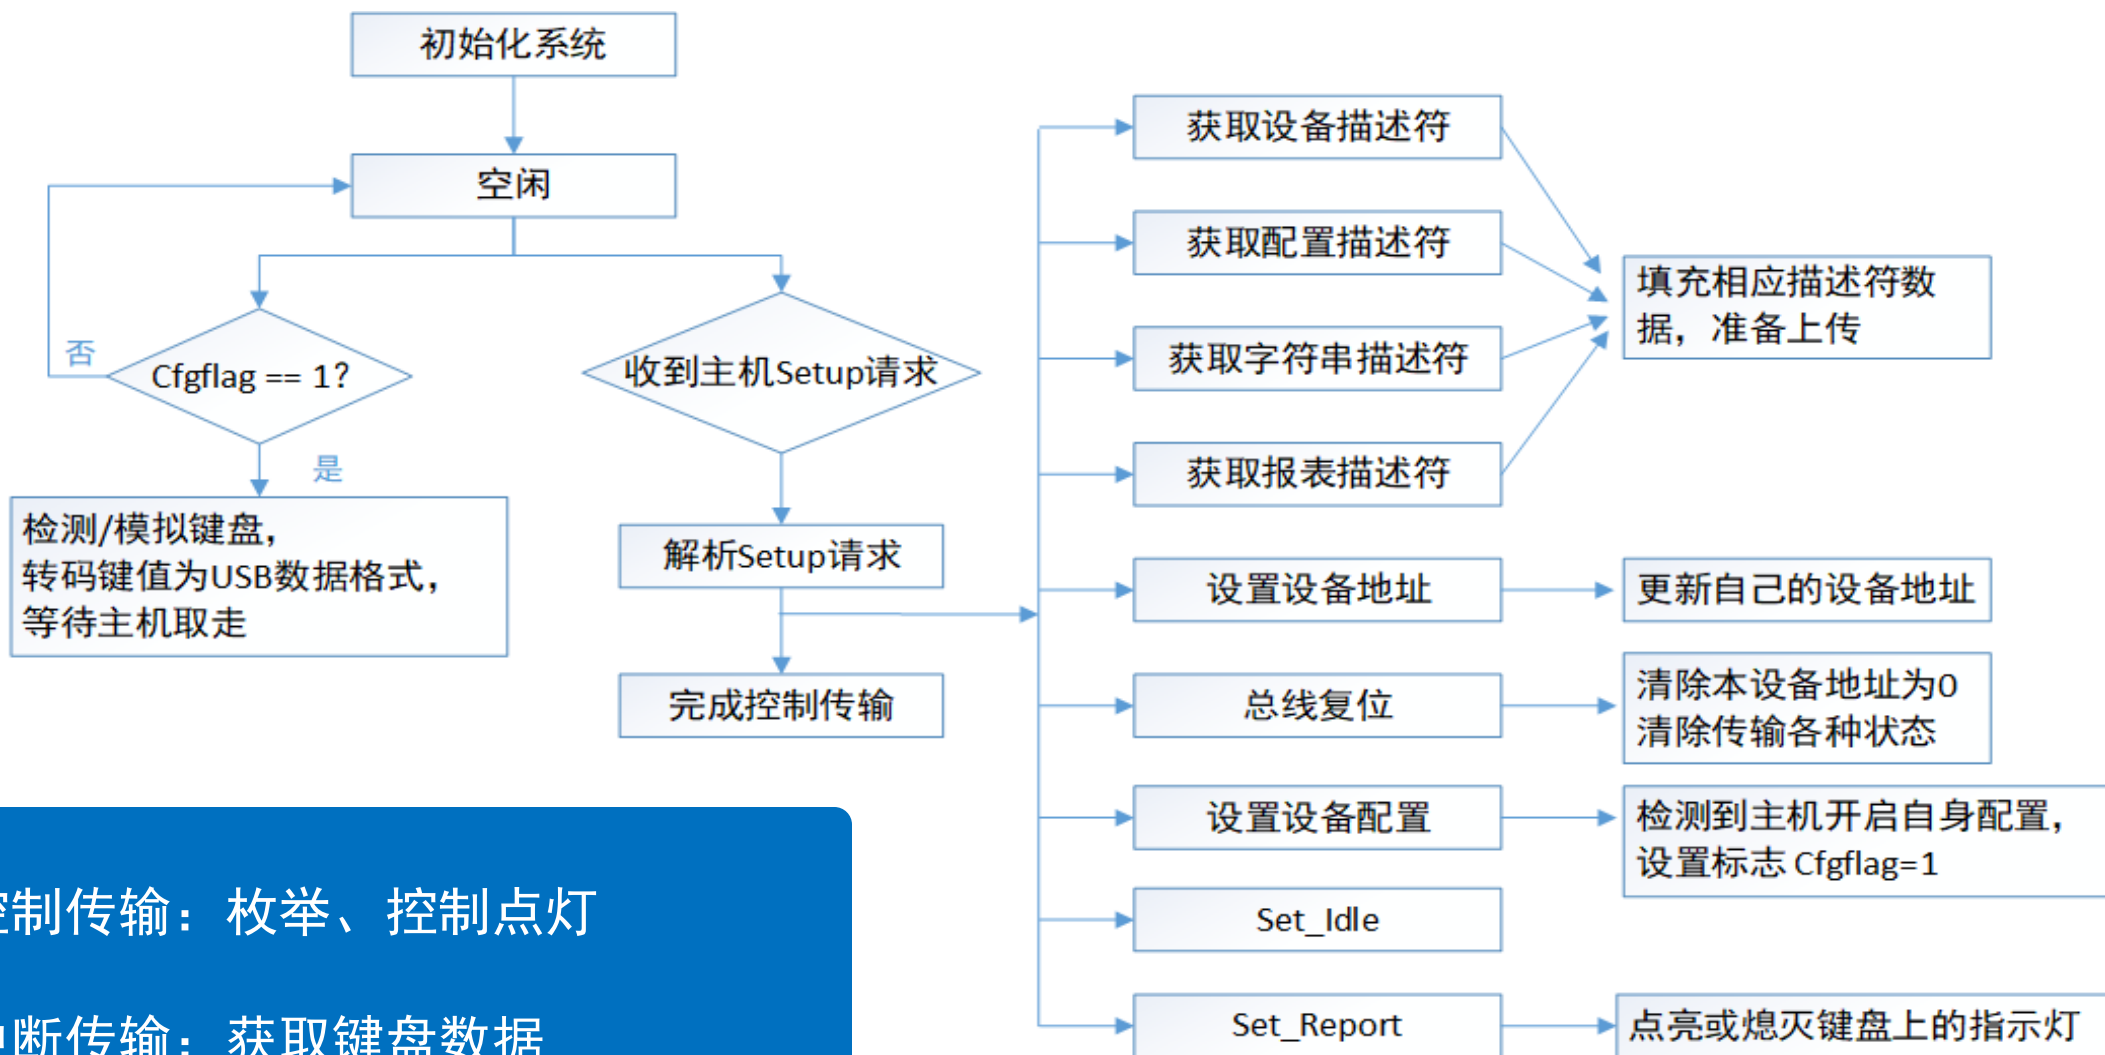 初始化系统
空闲
否
Cfgflag == 1?
是
检测/模拟键盘,
转码键值为USB数据格式,
等待主机取走
收到主机Setup请求
解析Setup请求
完成控制传输
获取设备描述符
获取配置描述符
获取字符串描述符
获取报表描述符
填充相应描述符数
据，准备上传
设置设备地址
更新自己的设备地址
总线复位
清除本设备地址为0
清除传输各种状态
设置设备配置
检测到主机开启自身配置,
设置标志 Cfgflag=1
Set_Idle
Set_Report
点亮或熄灭键盘上的指示灯
控制传输：枚举、控制点灯
中断传输：获取键盘数据